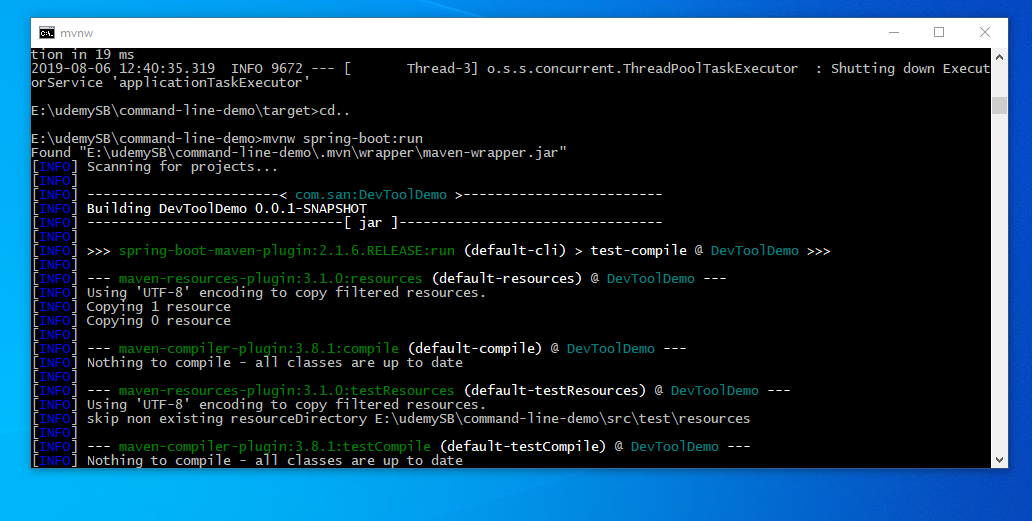 mvnw
tion in 19 ms
2019-08-06 12:40:35.319  INFO 9672 --- [       Thread-3] o.s.s.concurrent.ThreadPoolTaskExecutor  : Shutting down Execut
orService 'applicationTaskExecutor'
E:\udemySB\command-line-demo\target>cd..
E:\udemySB\command-line-demo>mvnw spring-boot:run
Found "E:\udemySB\command-line-demo\.mvn\wrapper\maven-wrapper.jar"
[INFO] Scanning for projects...
[INFO]
[INFO] ------------------------< com.san:DevToolDemo >-------------------------
[INFO] Building DevToolDemo 0.0.1-SNAPSHOT
[INFO] --------------------------------[ jar ]---------------------------------
[INFO]
[INFO] >>> spring-boot-maven-plugin:2.1.6.RELEASE:run (default-cli) > test-compile @ DevToolDemo >>>
[INFO]
[INFO] --- maven-resources-plugin:3.1.0:resources (default-resources) @ DevToolDemo ---
[INFO] Using 'UTF-8' encoding to copy filtered resources.
[INFO] Copying 1 resource
[INFO] Copying 0 resource
[INFO]
[INFO] --- maven-compiler-plugin:3.8.1:compile (default-compile) @ DevToolDemo ---
[INFO] Nothing to compile - all classes are up to date
[INFO]
[INFO] --- maven-resources-plugin:3.1.0:testResources (default-testResources) @ DevToolDemo ---
[INFO] Using 'UTF-8' encoding to copy filtered resources.
[INFO] skip non existing resourceDirectory E:\udemySB\command-line-demo\src\test\resources
[INFO]
[INFO] --- maven-compiler-plugin:3.8.1:testCompile (default-testCompile) @ DevToolDemo ---
[INFO] Nothing to compile - all classes are up to date